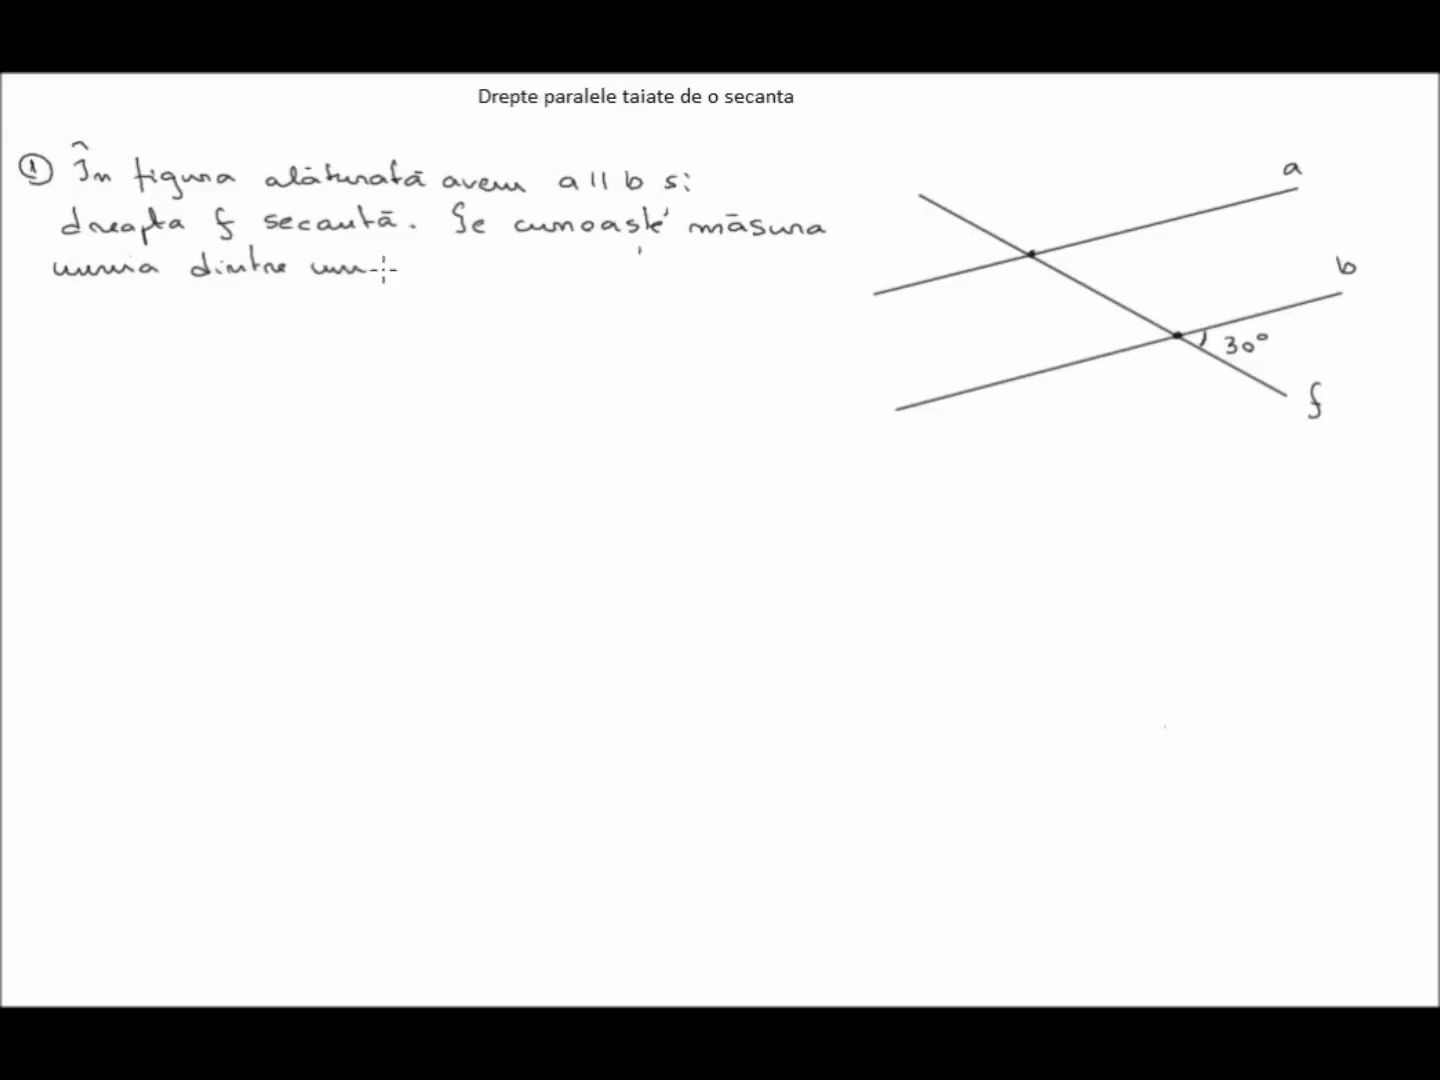 Drepte paralele taiate de o secanta
① În figura alăturată avem a || b și
dreapta f secantă. Se cunoaște măsura
unuia dintre un
a
b
30°
f